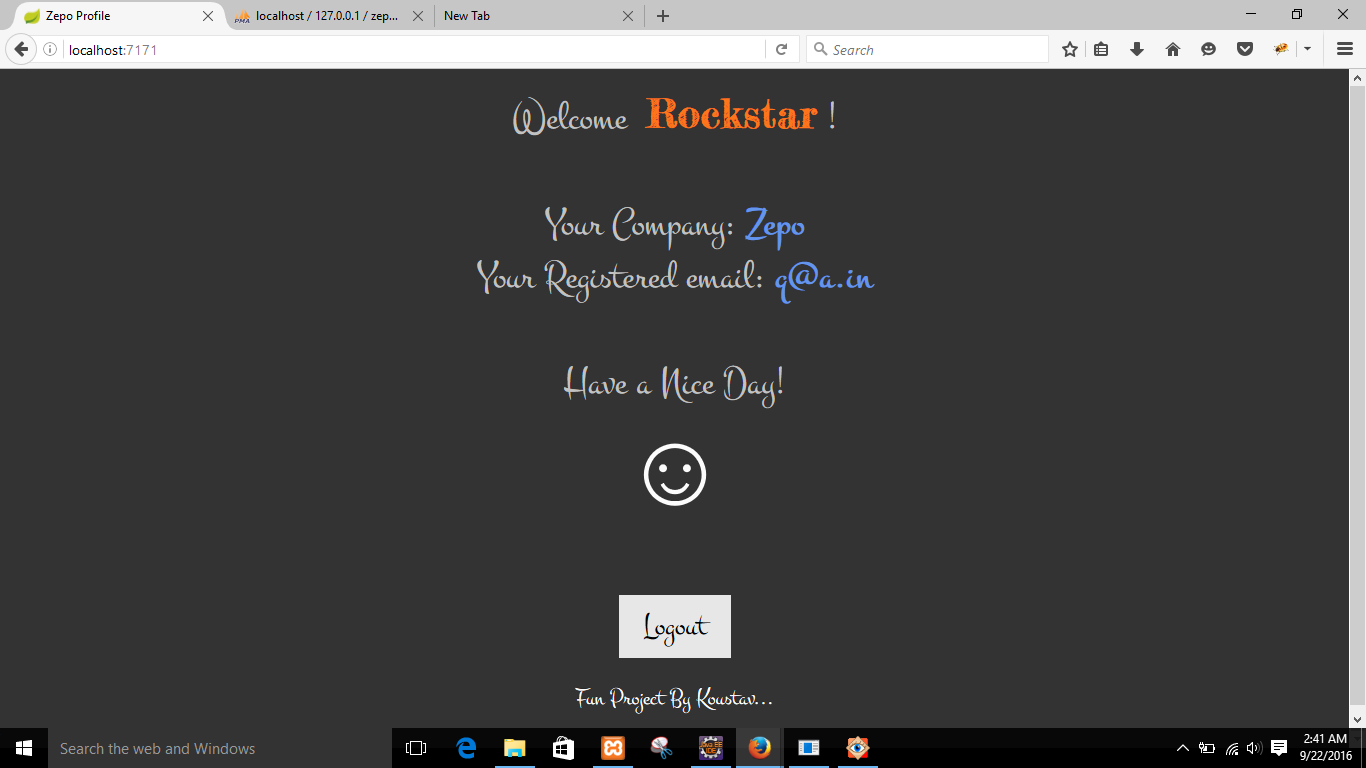 Zepo Profile
localhost / 127.0.0.1 / zep...
New Tab
localhost:7171
Search
Welcome Rockstar !
Your Company: Zepo
Your Registered email: q@a.in
Have a Nice Day!
Logout
Fun Project By Koustav...
Search the web and Windows
2:41 AM
9/22/2016